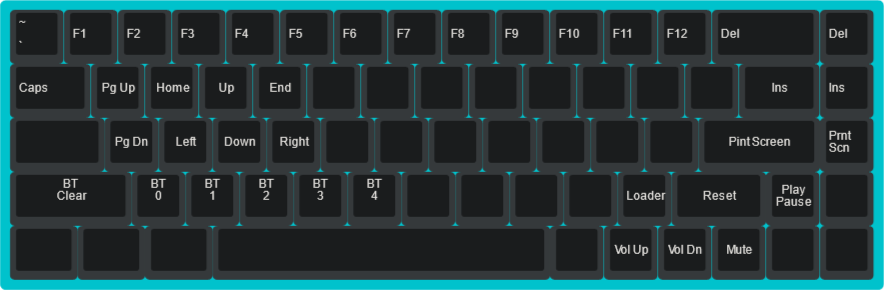 ~
`
F1
F2
F3
F4
F5
F6
F7
F8
F9
F10
F11
F12
Del
Del
Caps
Pg Up
Home
Up
End
Ins
Ins
Pg Dn
Left
Down
Right
Pint Screen
Prnt
Scn
BT
Clear
BT
0
BT
1
BT
2
BT
3
BT
4
Loader
Reset
Play
Pause
Vol Up
Vol Dn
Mute